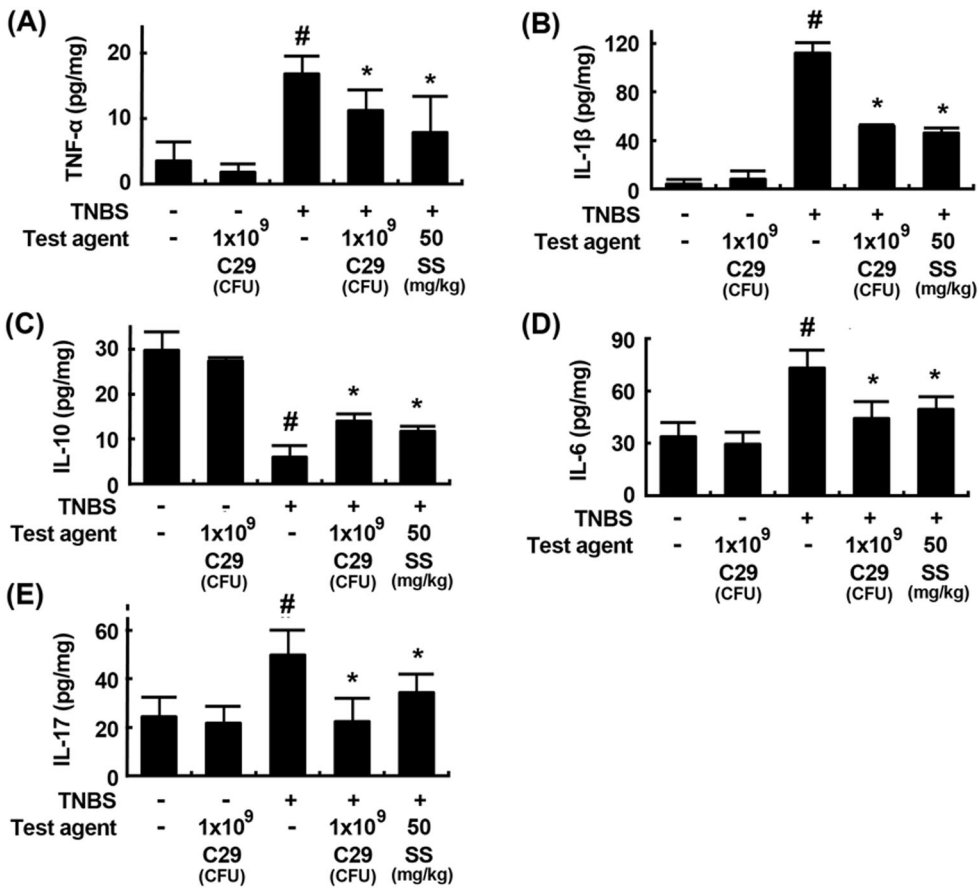 (A)
TNF-α (pg/mg)
20
10
0
# * *
TNBS - - + + +
Test agent - 1x10⁹ - 1x10⁹ 50
C29 C29 SS
(CFU) (CFU) (mg/kg)
(B)
IL-1β (pg/mg)
120
80
40
0
# * *
TNBS - - + + +
Test agent - 1x10⁹ - 1x10⁹ 50
C29 C29 SS
(CFU) (CFU) (mg/kg)
(C)
IL-10 (pg/mg)
30
20
10
0
# * *
TNBS - - + + +
Test agent - 1x10⁹ - 1x10⁹ 50
C29 C29 SS
(CFU) (CFU) (mg/kg)
(D)
IL-6 (pg/mg)
90
60
30
0
# * *
TNBS - - + + +
Test agent - 1x10⁹ - 1x10⁹ 50
C29 C29 SS
(CFU) (CFU) (mg/kg)
(E)
IL-17 (pg/mg)
60
40
20
0
# * *
TNBS - - + + +
Test agent - 1x10⁹ - 1x10⁹ 50
C29 C29 SS
(CFU) (CFU) (mg/kg)